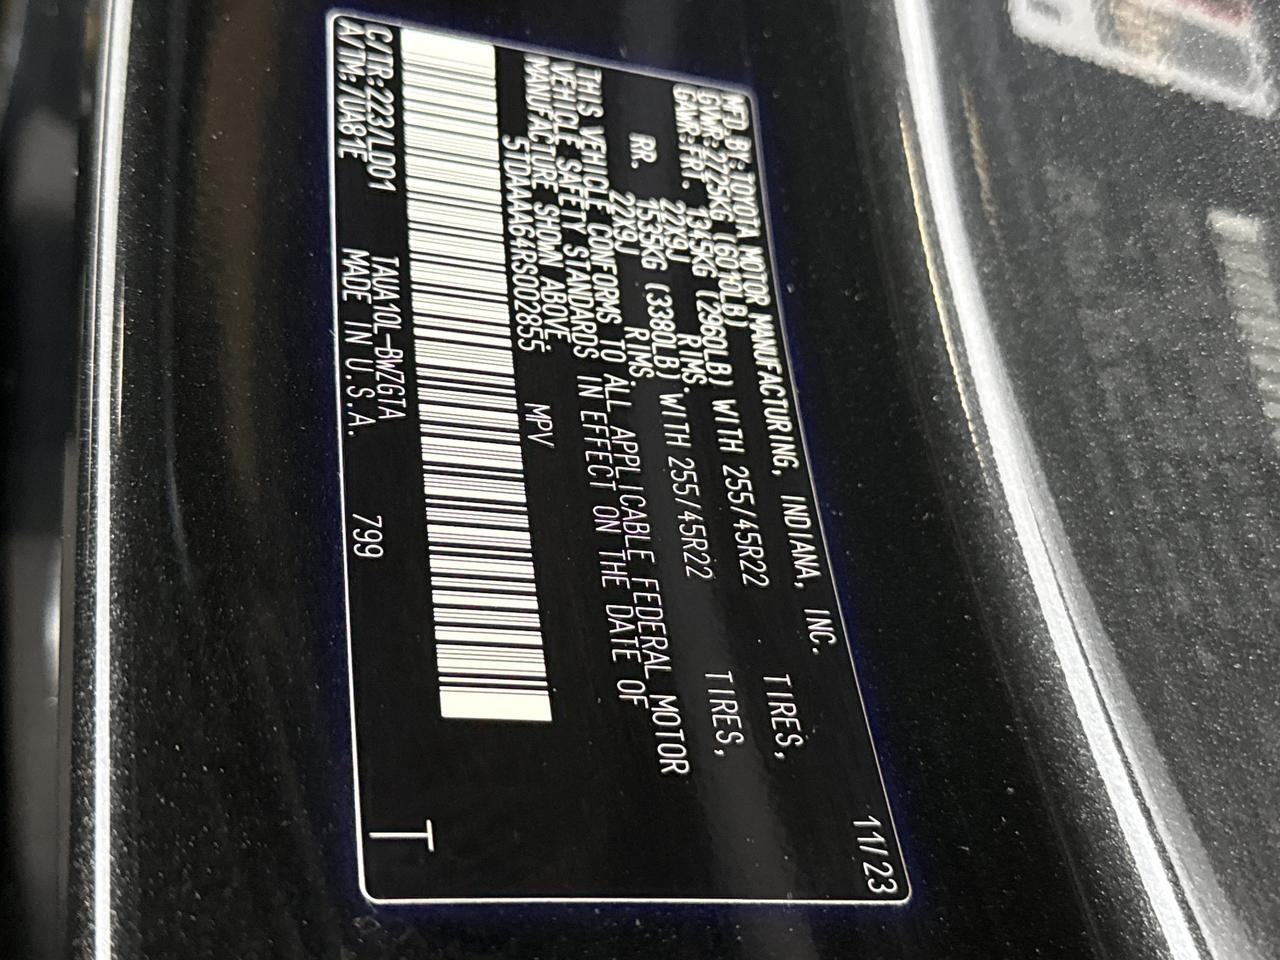 MFD BY: TOYOTA MOTOR MANUFACTURING, INDIANA, INC. 11/23
GVWR:2725KG (6010LB)
GAWR:FRT. 1345KG (2960LB) WITH 255/45R22 TIRES,
22X9J RIMS.
RR. 1535KG (3380LB) WITH 255/45R22 TIRES,
22X9J RIMS.
THIS VEHICLE CONFORMS TO ALL APPLICABLE FEDERAL MOTOR
VEHICLE SAFETY STANDARDS IN EFFECT ON THE DATE OF
MANUFACTURE SHOWN ABOVE.
5TDAAAA64RS002855 MPV
C/TR:223/LD01 TAUA10L-BWZGTA
A/TM:/UA81E MADE IN U.S.A. 799
T